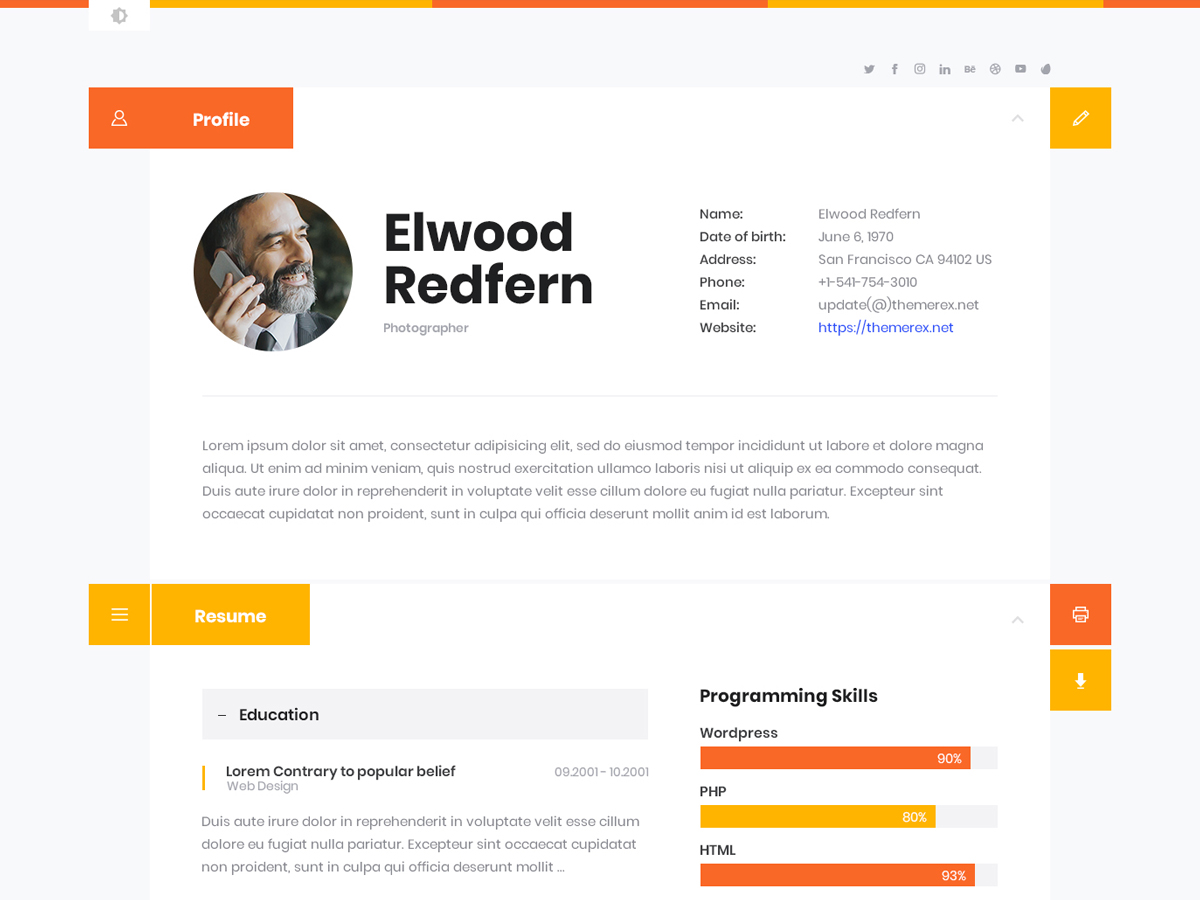 Profile
Elwood
Redfern
Photographer
Name: Elwood Redfern
Date of birth: June 6, 1970
Address: San Francisco CA 94102 US
Phone: +1-541-754-3010
Email: update(@)themerex.net
Website: https://themerex.net
Lorem ipsum dolor sit amet, consectetur adipisicing elit, sed do eiusmod tempor incididunt ut labore et dolore magna
aliqua. Ut enim ad minim veniam, quis nostrud exercitation ullamco laboris nisi ut aliquip ex ea commodo consequat.
Duis aute irure dolor in reprehenderit in voluptate velit esse cillum dolore eu fugiat nulla pariatur. Excepteur sint
occaecat cupidatat non proident, sunt in culpa qui officia deserunt mollit anim id est laborum.
Resume
– Education
Lorem Contrary to popular belief 09.2001 - 10.2001
Web Design
Duis aute irure dolor in reprehenderit in voluptate velit esse cillum
dolore eu fugiat nulla pariatur. Excepteur sint occaecat cupidatat
non proident, sunt in culpa qui officia deserunt mollit ...
Programming Skills
Wordpress
90%
PHP
80%
HTML
93%